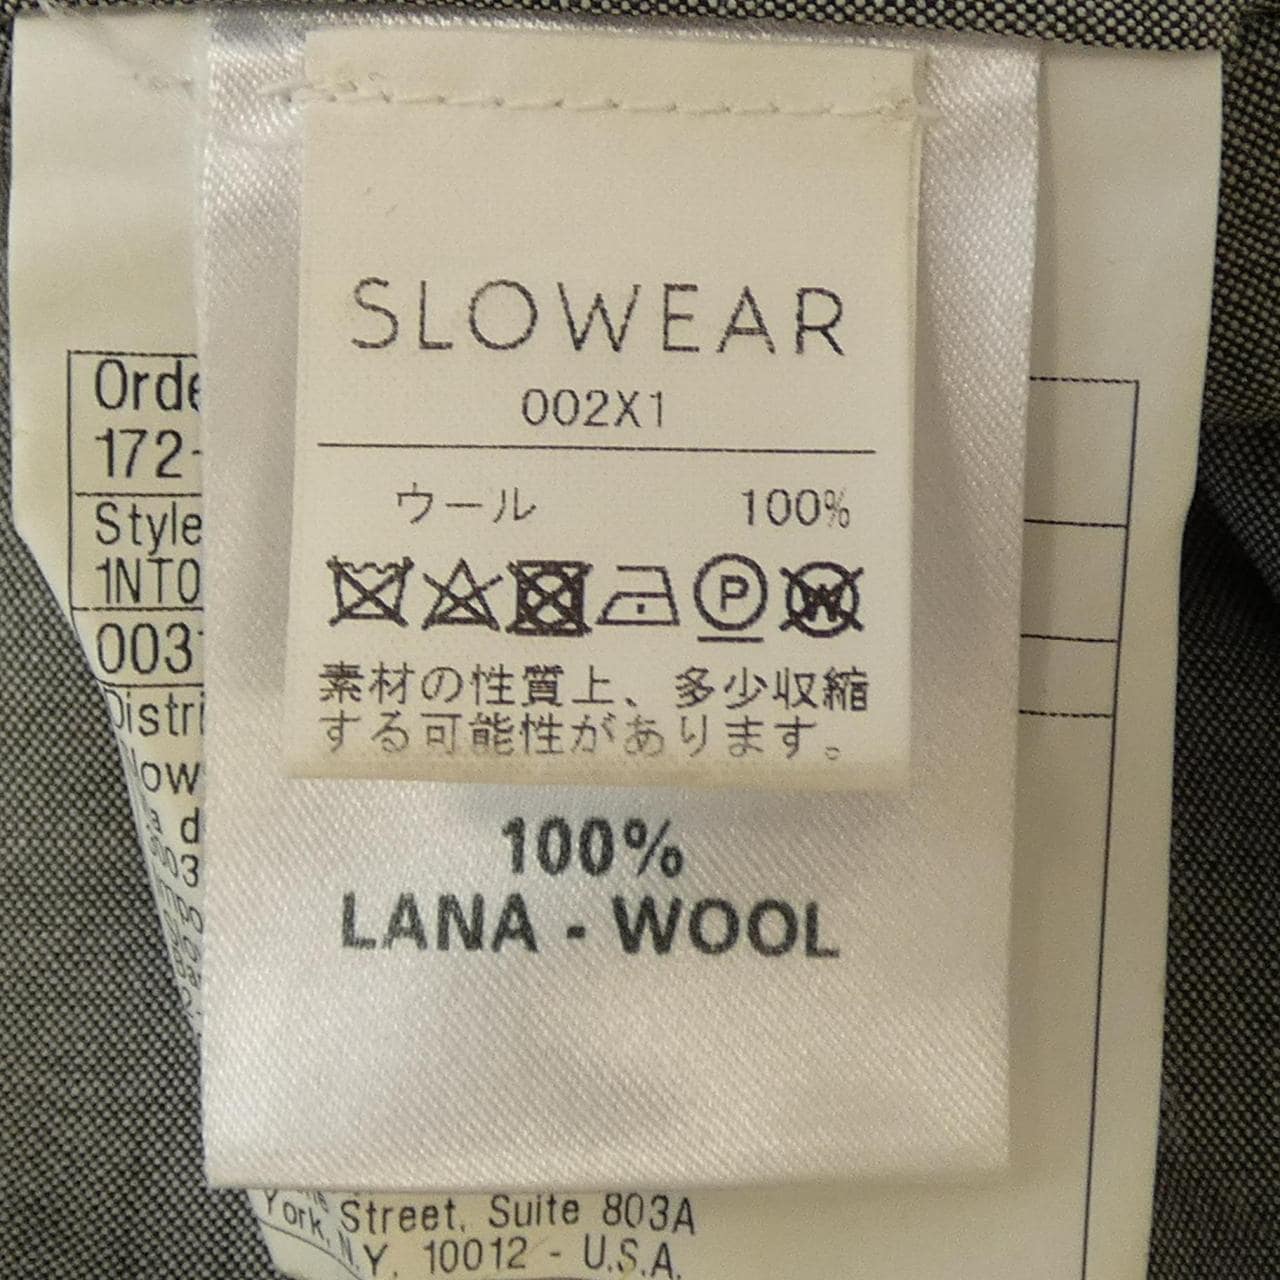 SLOWEAR
002X1
ウール 100%
P W
素材の性質上、多少収縮
する可能性があります。
100%
LANA - WOOL
Orde
172-
Style
1NT0
003
Distri
d
Street, Suite 803A
York, N.Y. 10012 - U.S.A.